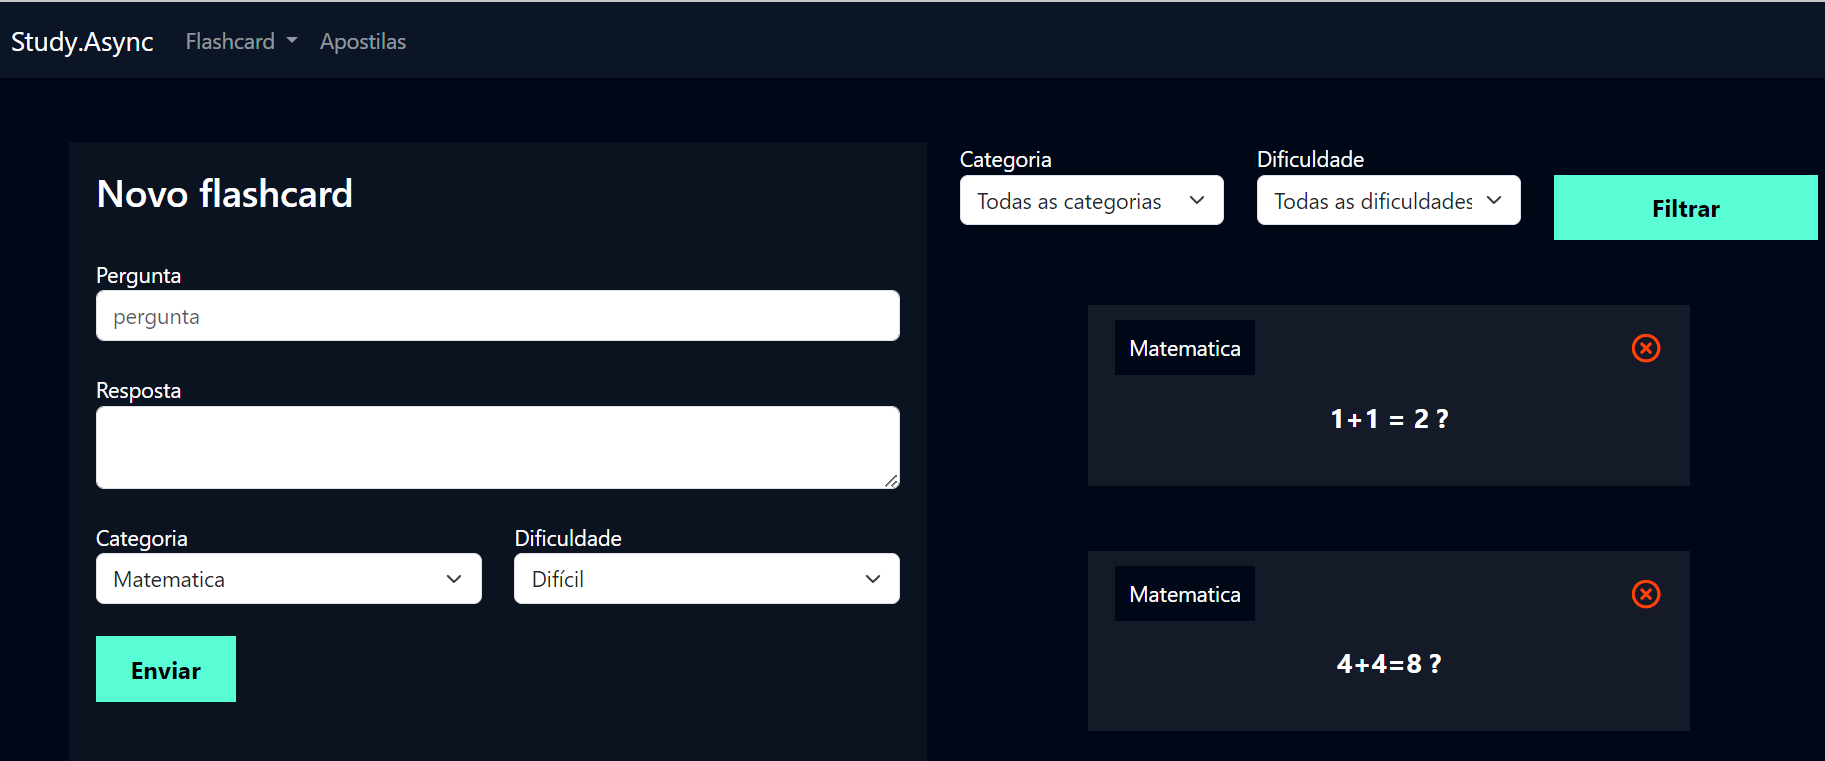 Study.Async Flashcard Apostilas
Novo flashcard
Pergunta
pergunta
Resposta
Categoria Dificuldade
Matematica Difícil
Enviar
Categoria Dificuldade
Todas as categorias Todas as dificuldades Filtrar
Matematica
1+1 = 2 ?
Matematica
4+4=8 ?